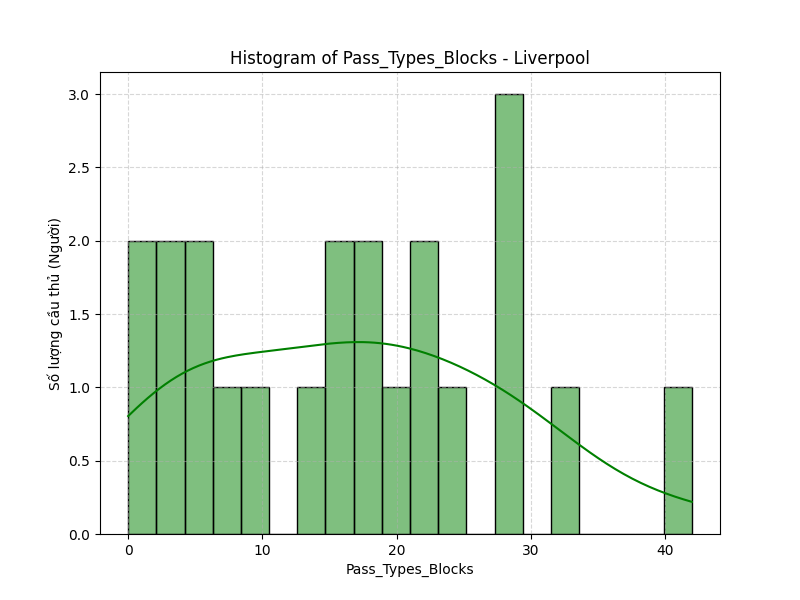 Histogram of Pass_Types_Blocks - Liverpool
3.0
2.5
2.0
1.5
1.0
0.5
0.0
Số lượng cầu thủ (Người)
0 10 20 30 40
Pass_Types_Blocks